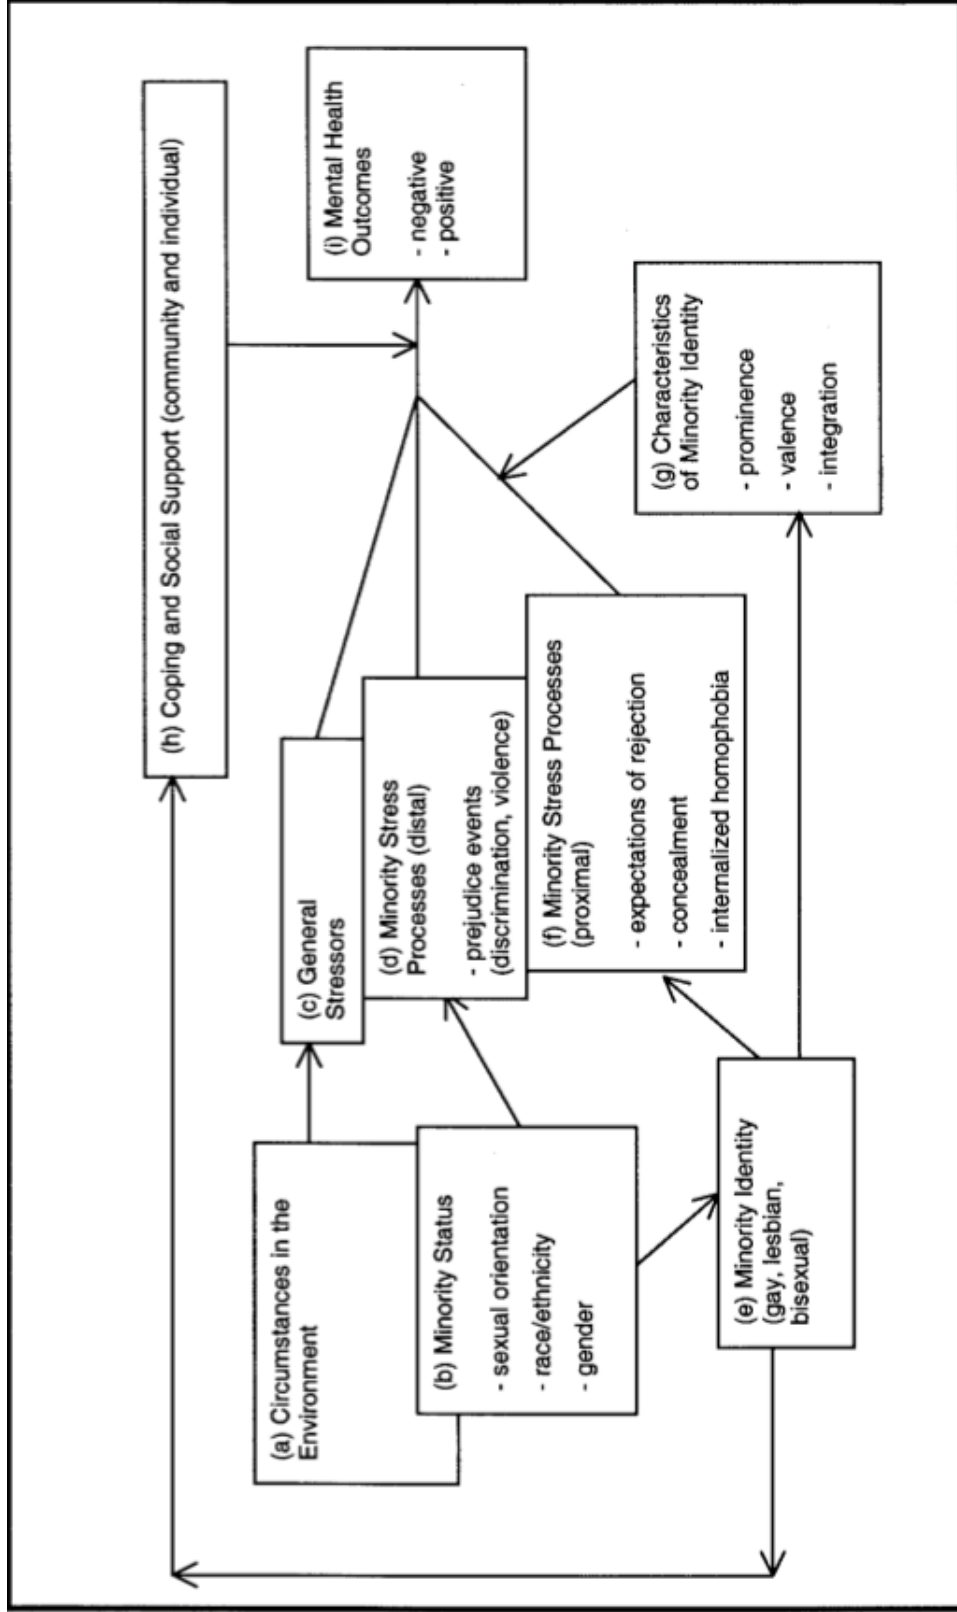 (a) Circumstances in the
Environment
(b) Minority Status
- sexual orientation
- race/ethnicity
- gender
(c) General
Stressors
(d) Minority Stress
Processes (distal)
- prejudice events
(discrimination, violence)
(e) Minority Identity
(gay, lesbian,
bisexual)
(f) Minority Stress Processes
(proximal)
- expectations of rejection
- concealment
- internalized homophobia
(g) Characteristics
of Minority Identity
- prominence
- valence
- integration
(h) Coping and Social Support (community and individual)
(i) Mental Health
Outcomes
- negative
- positive